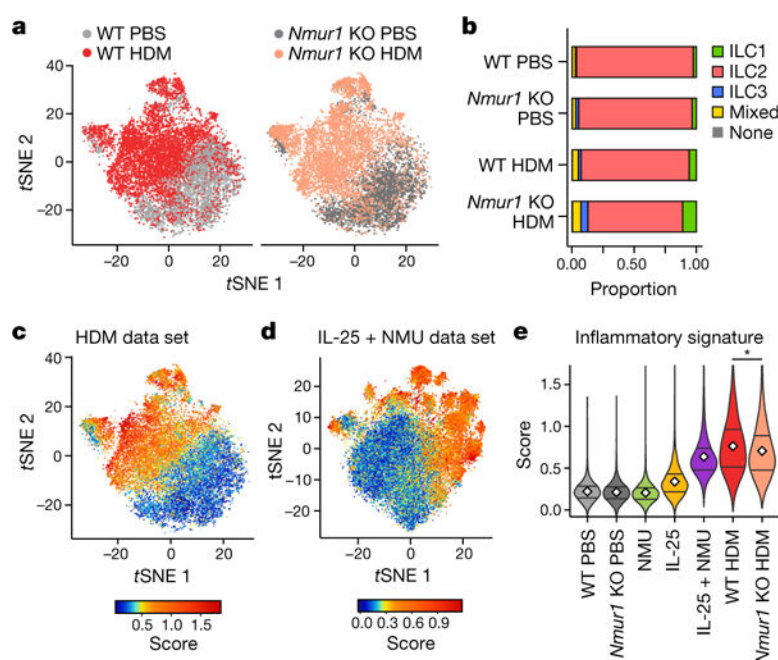 a
WT PBS
WT HDM
Nmur1 KO PBS
Nmur1 KO HDM
tSNE 2
40
20
0
−20
−20
0
20
−20
0
20
tSNE 1
b
WT PBS
Nmur1 KO
PBS
WT HDM
Nmur1 KO
HDM
0.00
0.50
1.00
Proportion
ILC1
ILC2
ILC3
Mixed
None
c
HDM data set
tSNE 2
40
20
0
−20
−20
0
20
tSNE 1
0.5
1.0
1.5
Score
d
IL-25 + NMU data set
tSNE 2
20
10
0
−10
−20
−20
0
20
tSNE 1
0.0
0.3
0.6
0.9
Score
e
Inflammatory signature
*
Score
1.5
1.0
0.5
0
WT PBS
Nmur1 KO PBS
NMU
IL-25
IL-25 + NMU
WT HDM
Nmur1 KO HDM